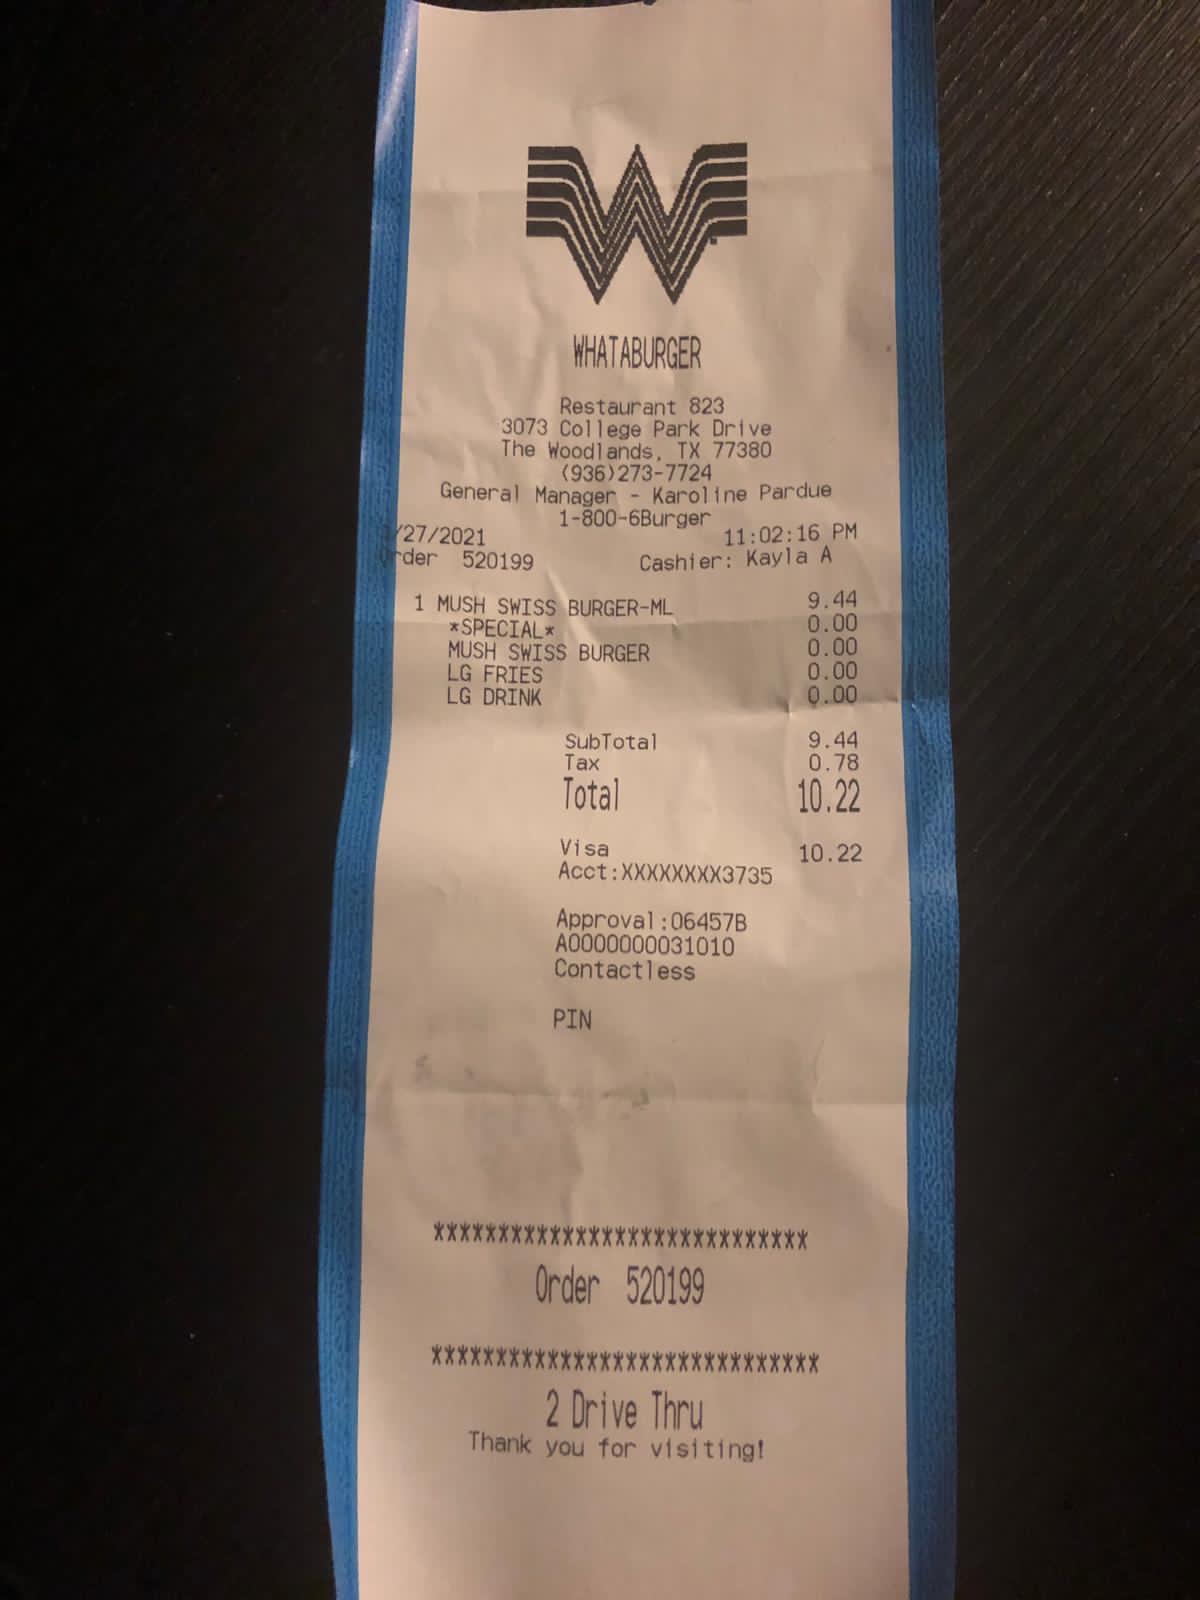 W
WHATABURGER
Restaurant 823
3073 College Park Drive
The Woodlands, TX 77380
(936)273-7724
General Manager - Karoline Pardue
1-800-6Burger
/27/2021 11:02:16 PM
rder 520199 Cashier: Kayla A
1 MUSH SWISS BURGER-ML 9.44
*SPECIAL* 0.00
MUSH SWISS BURGER 0.00
LG FRIES 0.00
LG DRINK 0.00
SubTotal 9.44
Tax 0.78
Total 10.22
Visa 10.22
Acct:XXXXXXXX3735
Approval:06457B
A0000000031010
Contactless
PIN
*****************************
Order 520199
******************************
2 Drive Thru
Thank you for visiting!